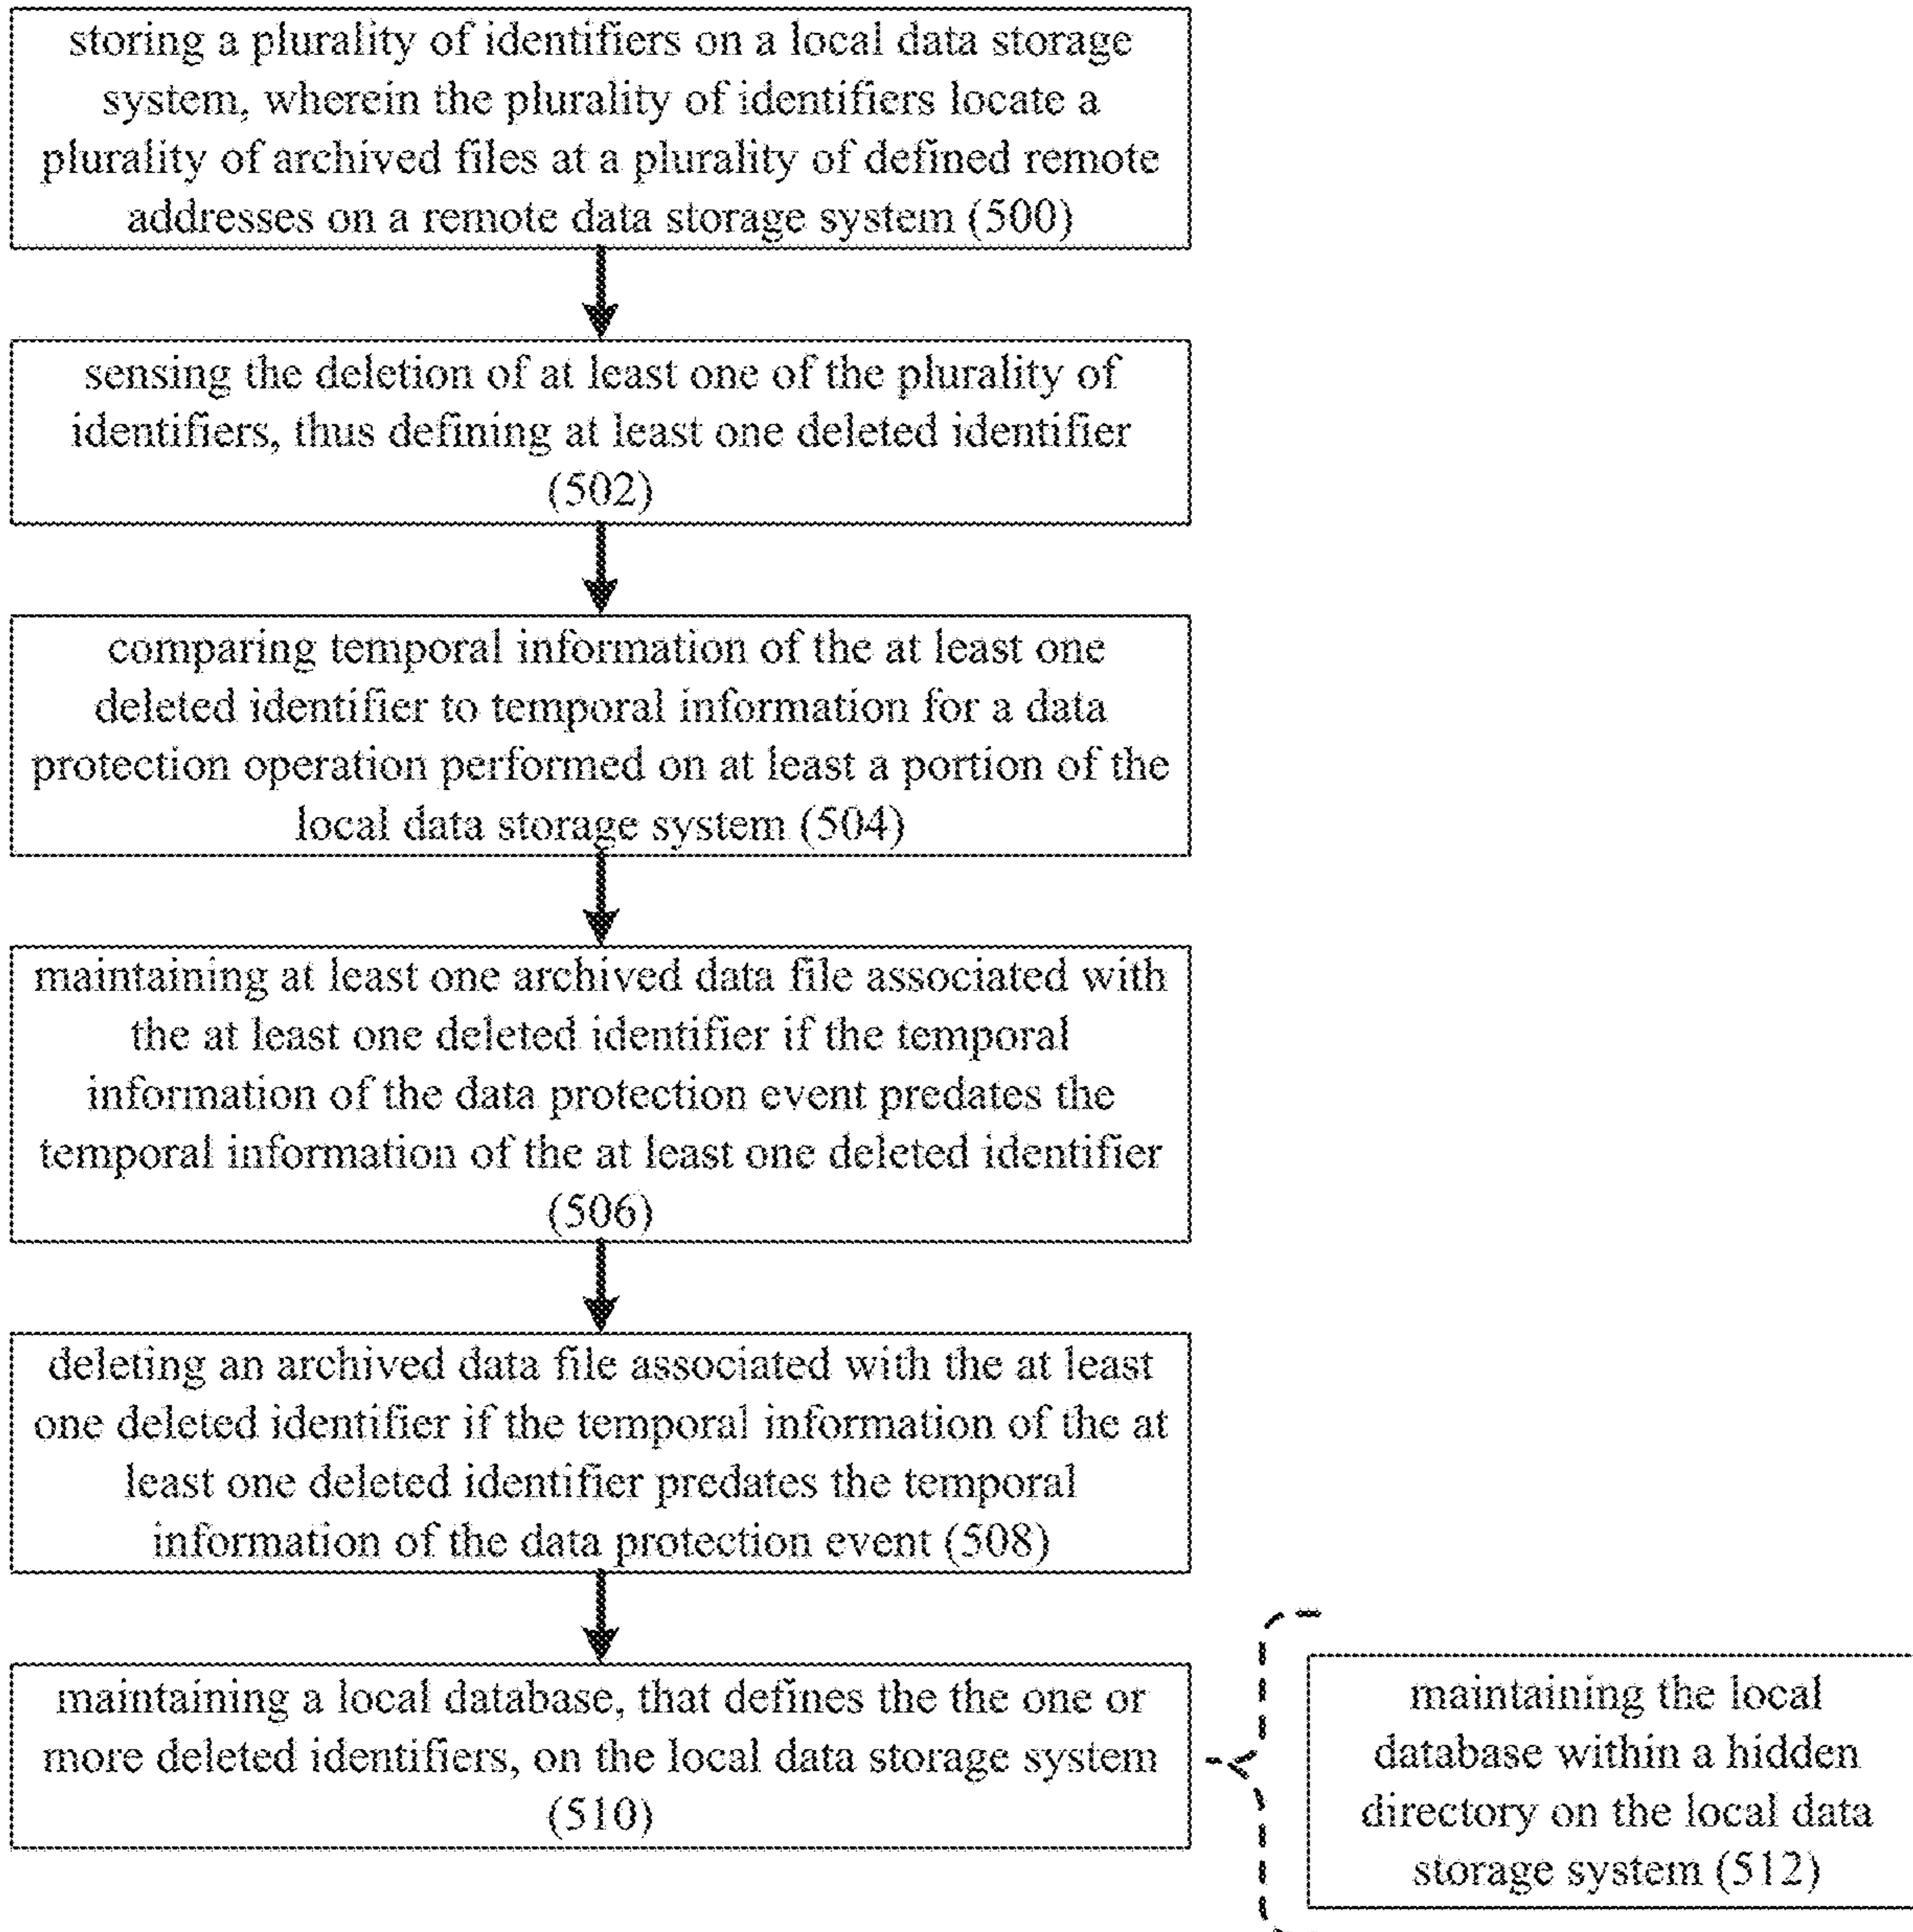 storing a plurality of identifiers on a local data storage
system, wherein the plurality of identifiers locate a
plurality of archived files at a plurality of defined remote
addresses on a remote data storage system (500)
sensing the deletion of at least one of the plurality of
identifiers, thus defining at least one deleted identifier
(502)
comparing temporal information of the at least one
deleted identifier to temporal information for a data
protection operation performed on at least a portion of the
local data storage system (504)
maintaining at least one archived data file associated with
the at least one deleted identifier if the temporal
information of the data protection event predates the
temporal information of the at least one deleted identifier
(506)
deleting an archived data file associated with the at least
one deleted identifier if the temporal information of the at
least one deleted identifier predates the temporal
information of the data protection event (508)
maintaining a local database, that defines the the one or
more deleted identifiers, on the local data storage system
(510)
maintaining the local
database within a hidden
directory on the local data
storage system (512)